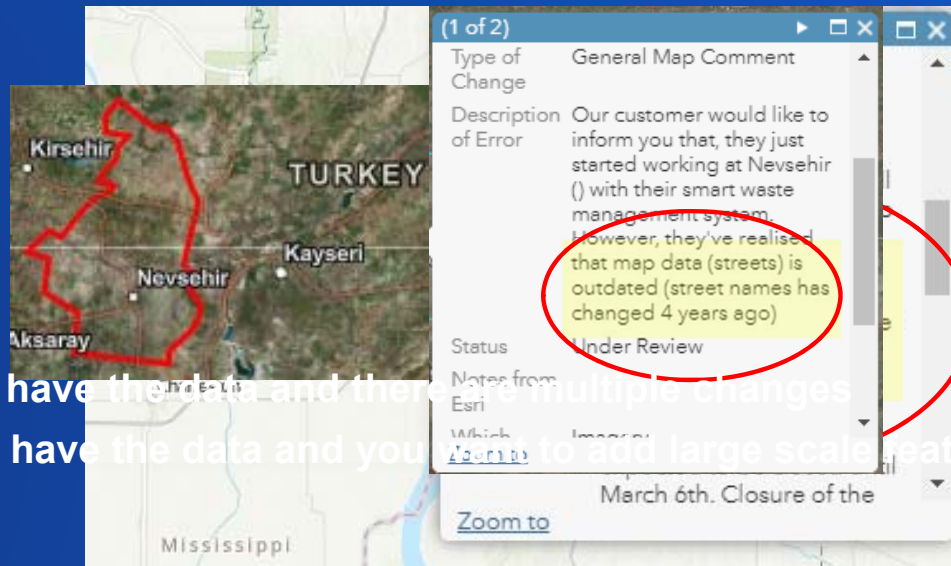 (1 of 2)
Type of Change
General Map Comment
Description of Error
Our customer would like to
inform you that, they just
started working at Nevsehir
() with their smart waste
management system.
However, they've realised
that map data (streets) is
outdated (street names has
changed 4 years ago)
Status
Under Review
Notes from Esri
Which
Imagery
Zoom to
Kirsehir
TURKEY
Kayseri
Nevsehir
Aksaray
have the data and there are multiple changes
have the data and you want to add large scale
March 6th. Closure of the
Zoom to
Mississippi